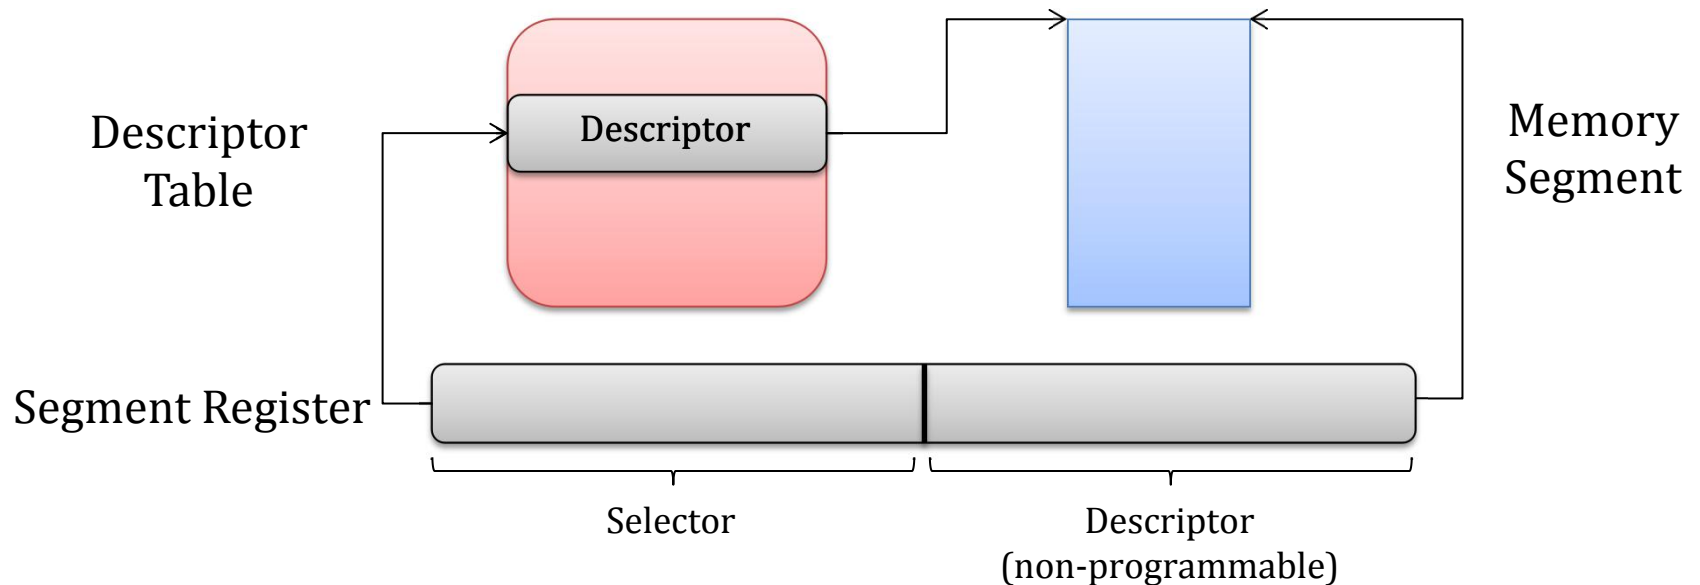 Descriptor
Table
Descriptor
Memory
Segment
Segment Register
Selector
Descriptor
(non-programmable)